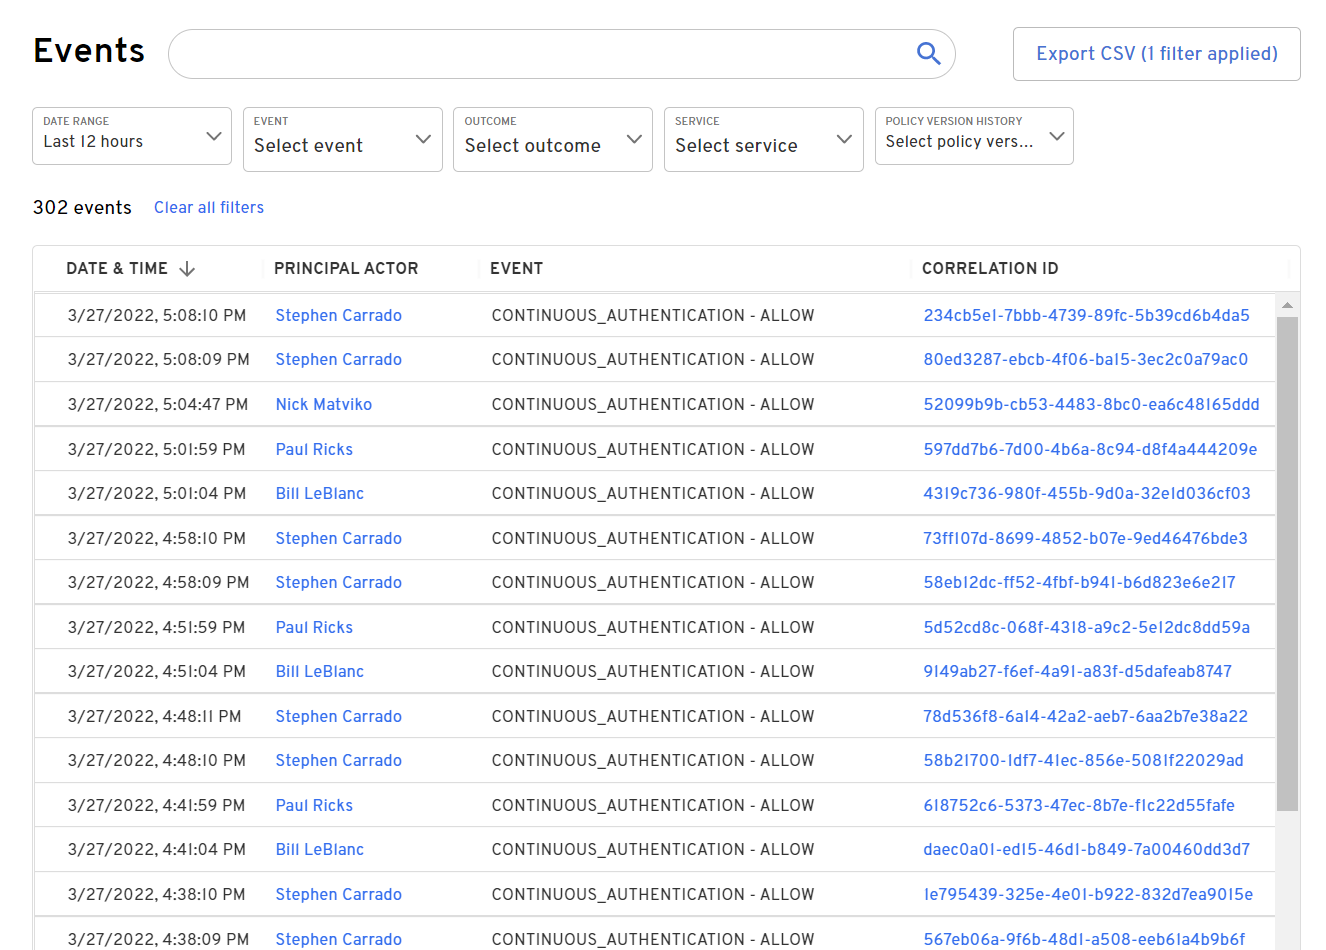 Events
Export CSV (1 filter applied)
DATE RANGE
Last 12 hours
EVENT
Select event
OUTCOME
Select outcome
SERVICE
Select service
POLICY VERSION HISTORY
Select policy vers...
302 events Clear all filters
DATE & TIME PRINCIPAL ACTOR EVENT CORRELATION ID
3/27/2022, 5:08:10 PM Stephen Carrado CONTINUOUS_AUTHENTICATION - ALLOW 234cb5e1-7bbb-4739-89fc-5b39cd6b4da5
3/27/2022, 5:08:09 PM Stephen Carrado CONTINUOUS_AUTHENTICATION - ALLOW 80ed3287-ebcb-4f06-ba15-3ec2c0a79ac0
3/27/2022, 5:04:47 PM Nick Matviko CONTINUOUS_AUTHENTICATION - ALLOW 52099b9b-cb53-4483-8bc0-ea6c48165ddd
3/27/2022, 5:01:59 PM Paul Ricks CONTINUOUS_AUTHENTICATION - ALLOW 597dd7b6-7d00-4b6a-8c94-d8f4a444209e
3/27/2022, 5:01:04 PM Bill LeBlanc CONTINUOUS_AUTHENTICATION - ALLOW 4319c736-980f-455b-9d0a-32e1d036cf03
3/27/2022, 4:58:10 PM Stephen Carrado CONTINUOUS_AUTHENTICATION - ALLOW 73ff107d-8699-4852-b07e-9ed46476bde3
3/27/2022, 4:58:09 PM Stephen Carrado CONTINUOUS_AUTHENTICATION - ALLOW 58eb12dc-ff52-4fbf-b941-b6d823e6e217
3/27/2022, 4:51:59 PM Paul Ricks CONTINUOUS_AUTHENTICATION - ALLOW 5d52cd8c-068f-4318-a9c2-5e12dc8dd59a
3/27/2022, 4:51:04 PM Bill LeBlanc CONTINUOUS_AUTHENTICATION - ALLOW 9149ab27-f6ef-4a91-a83f-d5dafeab8747
3/27/2022, 4:48:11 PM Stephen Carrado CONTINUOUS_AUTHENTICATION - ALLOW 78d536f8-6a14-42a2-aeb7-6aa2b7e38a22
3/27/2022, 4:48:10 PM Stephen Carrado CONTINUOUS_AUTHENTICATION - ALLOW 58b21700-1df7-41ec-856e-5081f22029ad
3/27/2022, 4:41:59 PM Paul Ricks CONTINUOUS_AUTHENTICATION - ALLOW 618752c6-5373-47ec-8b7e-f1c22d55fafe
3/27/2022, 4:41:04 PM Bill LeBlanc CONTINUOUS_AUTHENTICATION - ALLOW daec0a01-ed15-46d1-b849-7a00460dd3d7
3/27/2022, 4:38:10 PM Stephen Carrado CONTINUOUS_AUTHENTICATION - ALLOW 1e795439-325e-4e01-b922-832d7ea9015e
3/27/2022, 4:38:09 PM Stephen Carrado CONTINUOUS_AUTHENTICATION - ALLOW 567eb06a-9f6b-48d1-a508-eeb61a4b9b6f